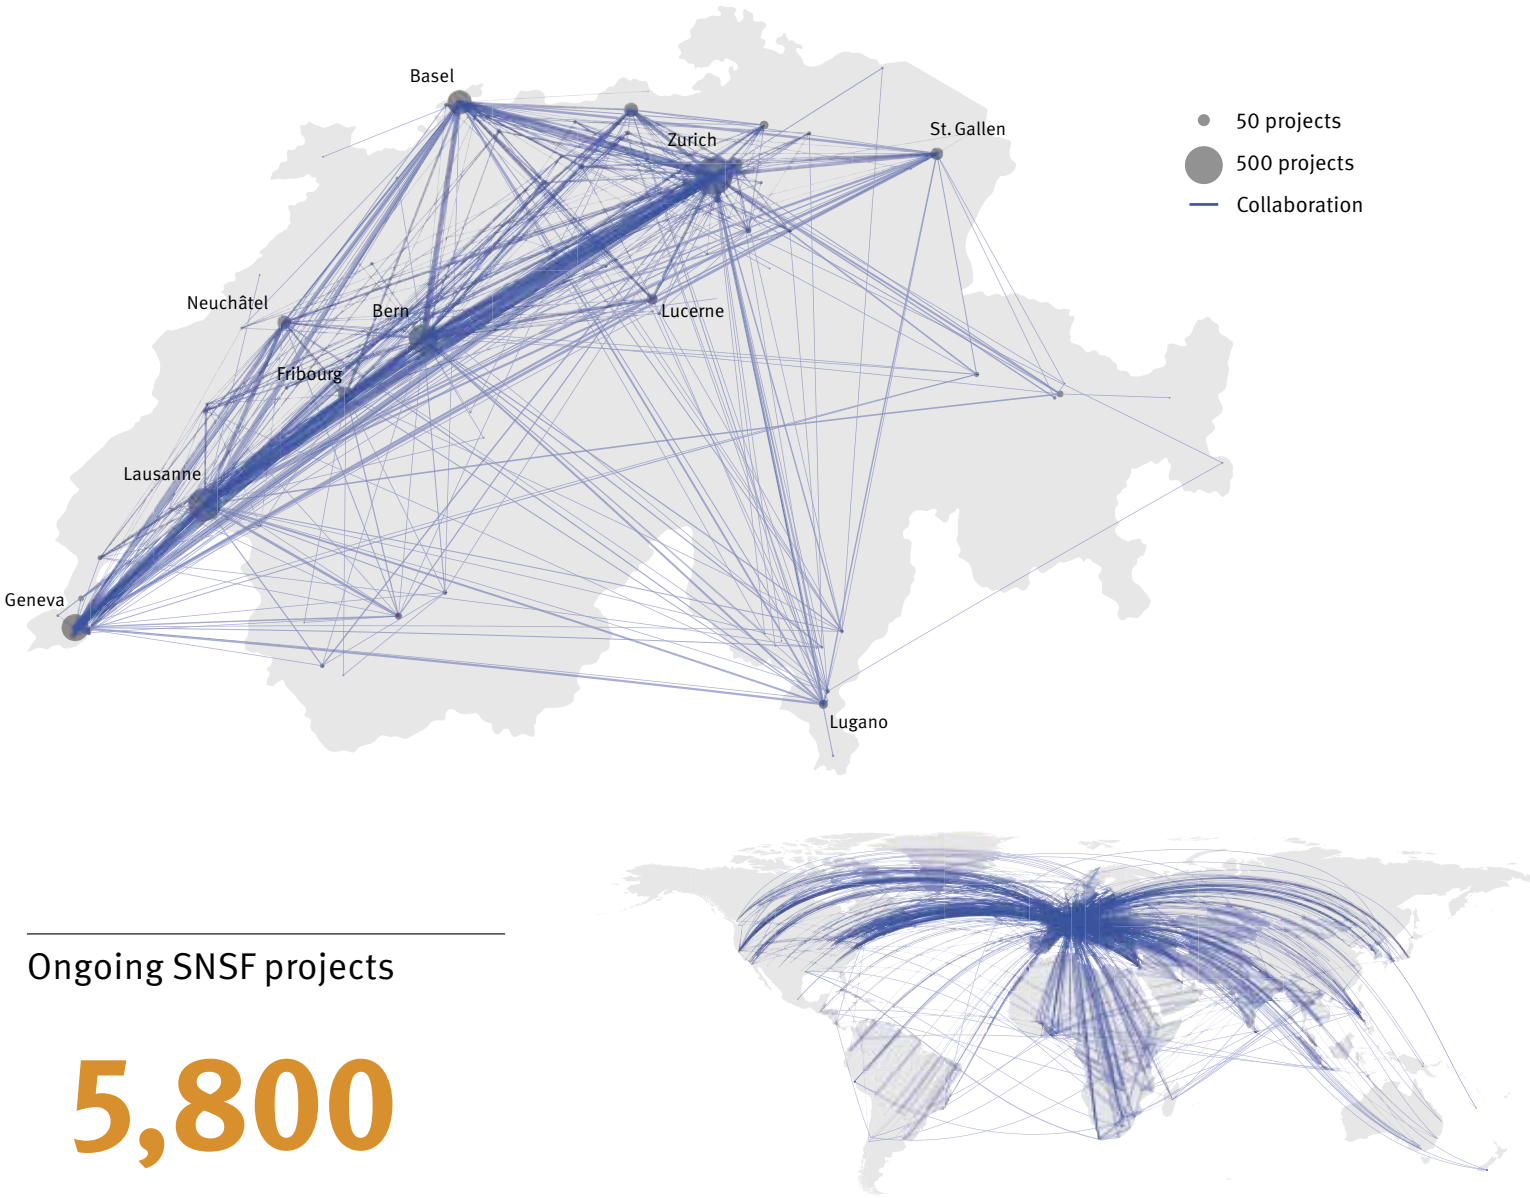 Basel
Zurich
St. Gallen
50 projects
500 projects
Collaboration
Neuchâtel
Bern
Lucerne
Fribourg
Lausanne
Geneva
Lugano
Ongoing SNSF projects
5,800